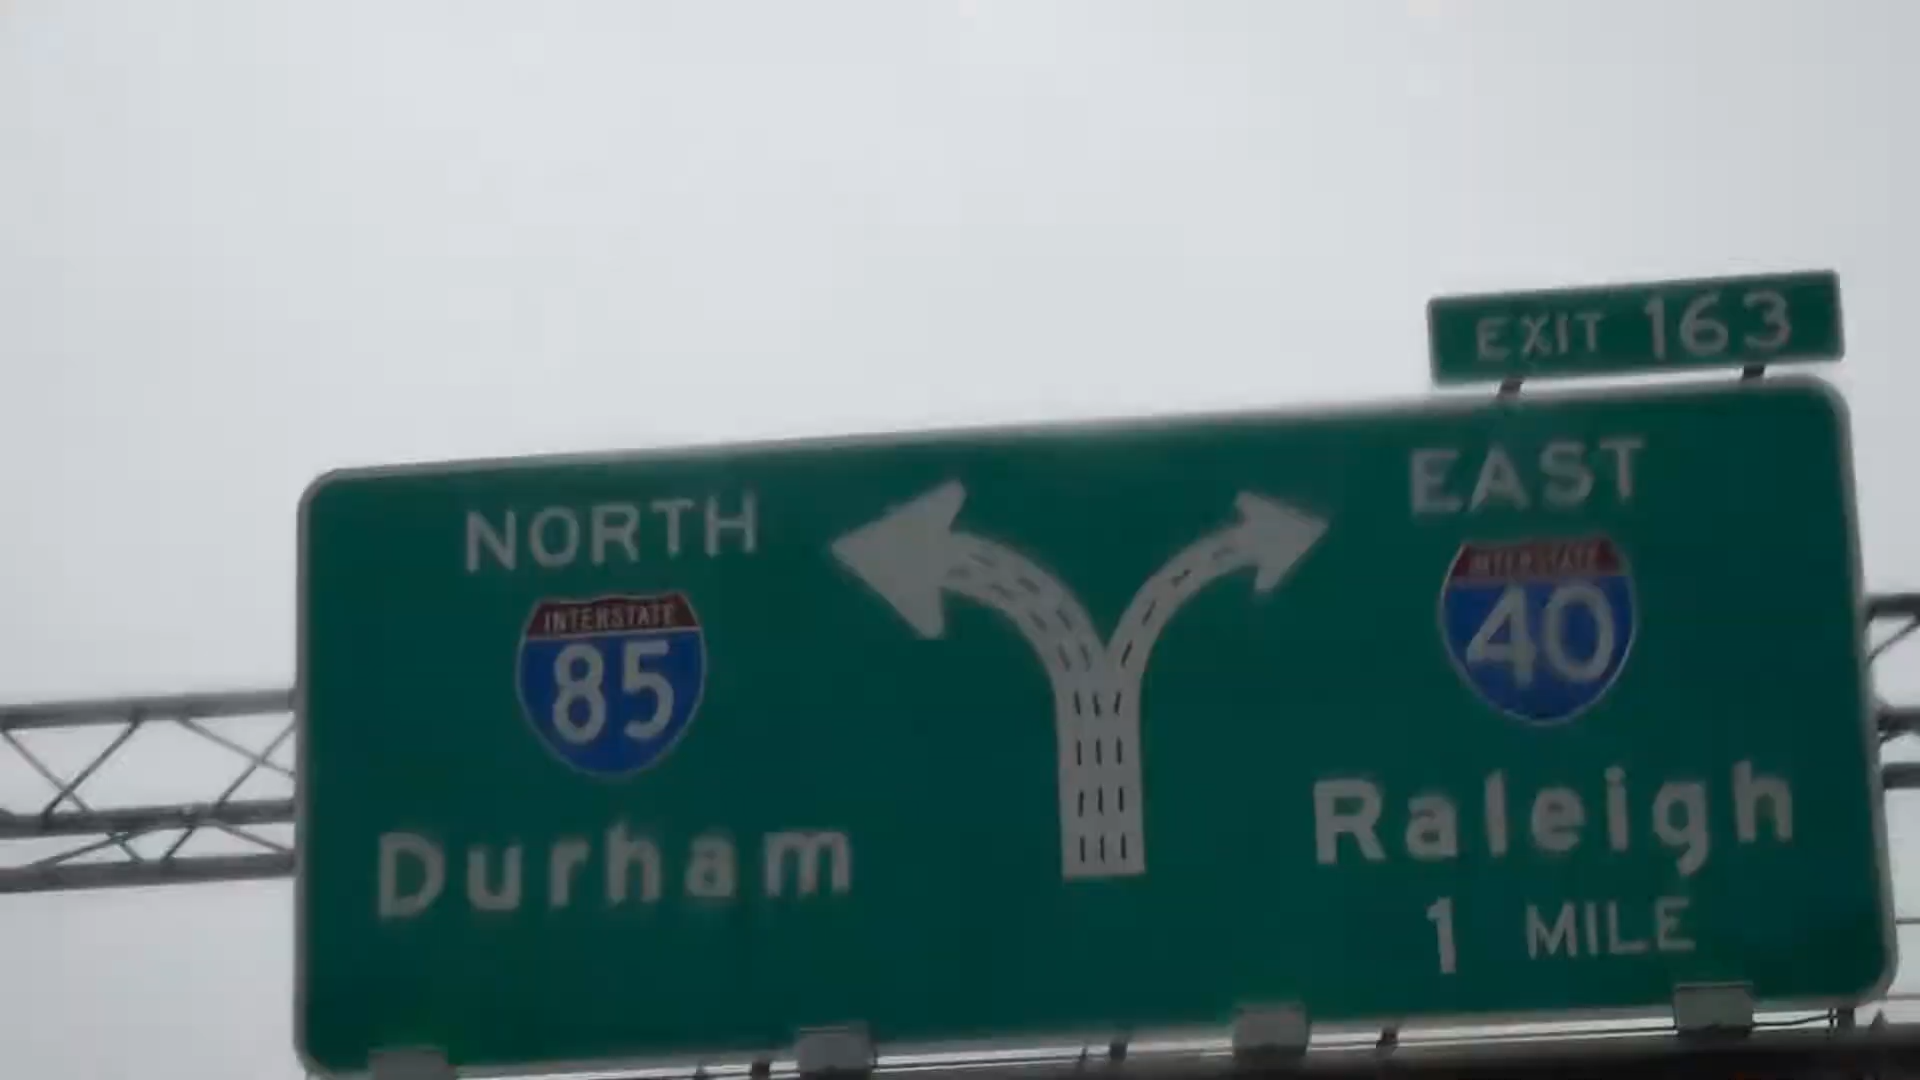 EXIT 163
NORTH
INTERSTATE
85
Durham
EAST
INTERSTATE
40
Raleigh
1 MILE